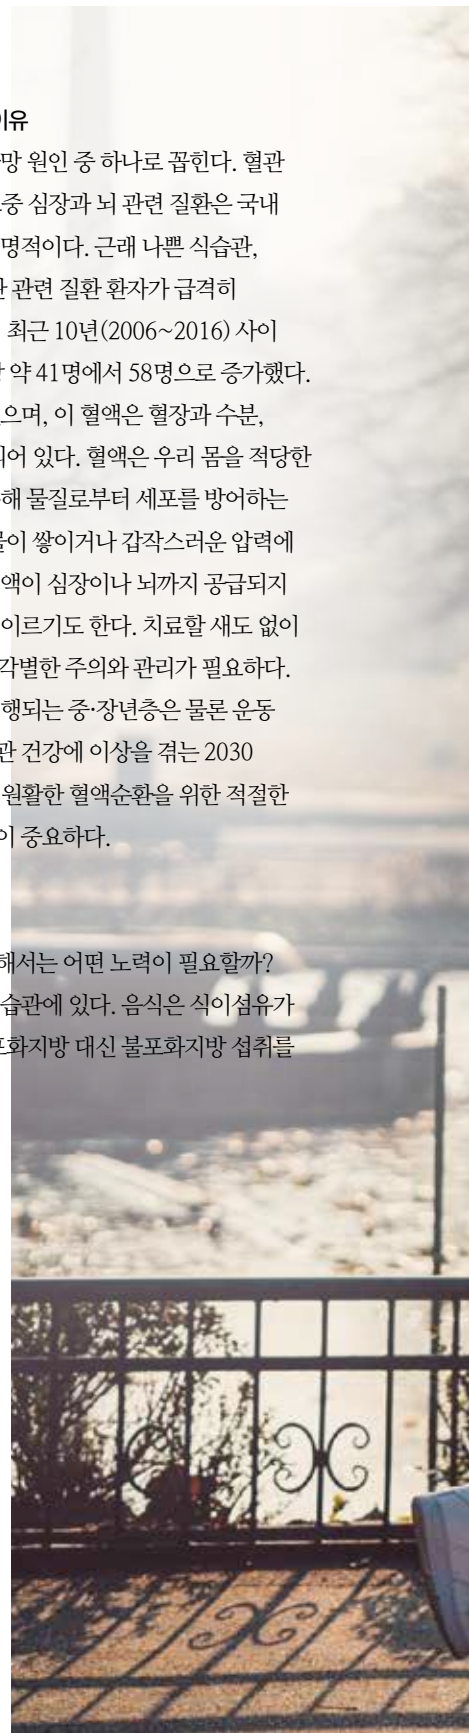 이유
망 원인 중 하나로 꼽힌다. 혈관
중 심장과 뇌 관련 질환은 국내
명적이다. 근래 나쁜 식습관,
관련 질환 환자가 급격히
최근 10년(2006~2016) 사이
약 41명에서 58명으로 증가했다.
으며, 이 혈액은 혈장과 수분,
되어 있다. 혈액은 우리 몸을 적당한
해 물질로부터 세포를 방어하는
물이 쌓이거나 갑작스러운 압력에
액이 심장이나 뇌까지 공급되지
이르기도 한다. 치료할 새도 없이
각별한 주의와 관리가 필요하다.
행되는 중·장년층은 물론 운동
관 건강에 이상을 겪는 2030
원활한 혈액순환을 위한 적절한
이 중요하다.
해서는 어떤 노력이 필요할까?
습관에 있다. 음식은 식이섬유가
포화지방 대신 불포화지방 섭취를